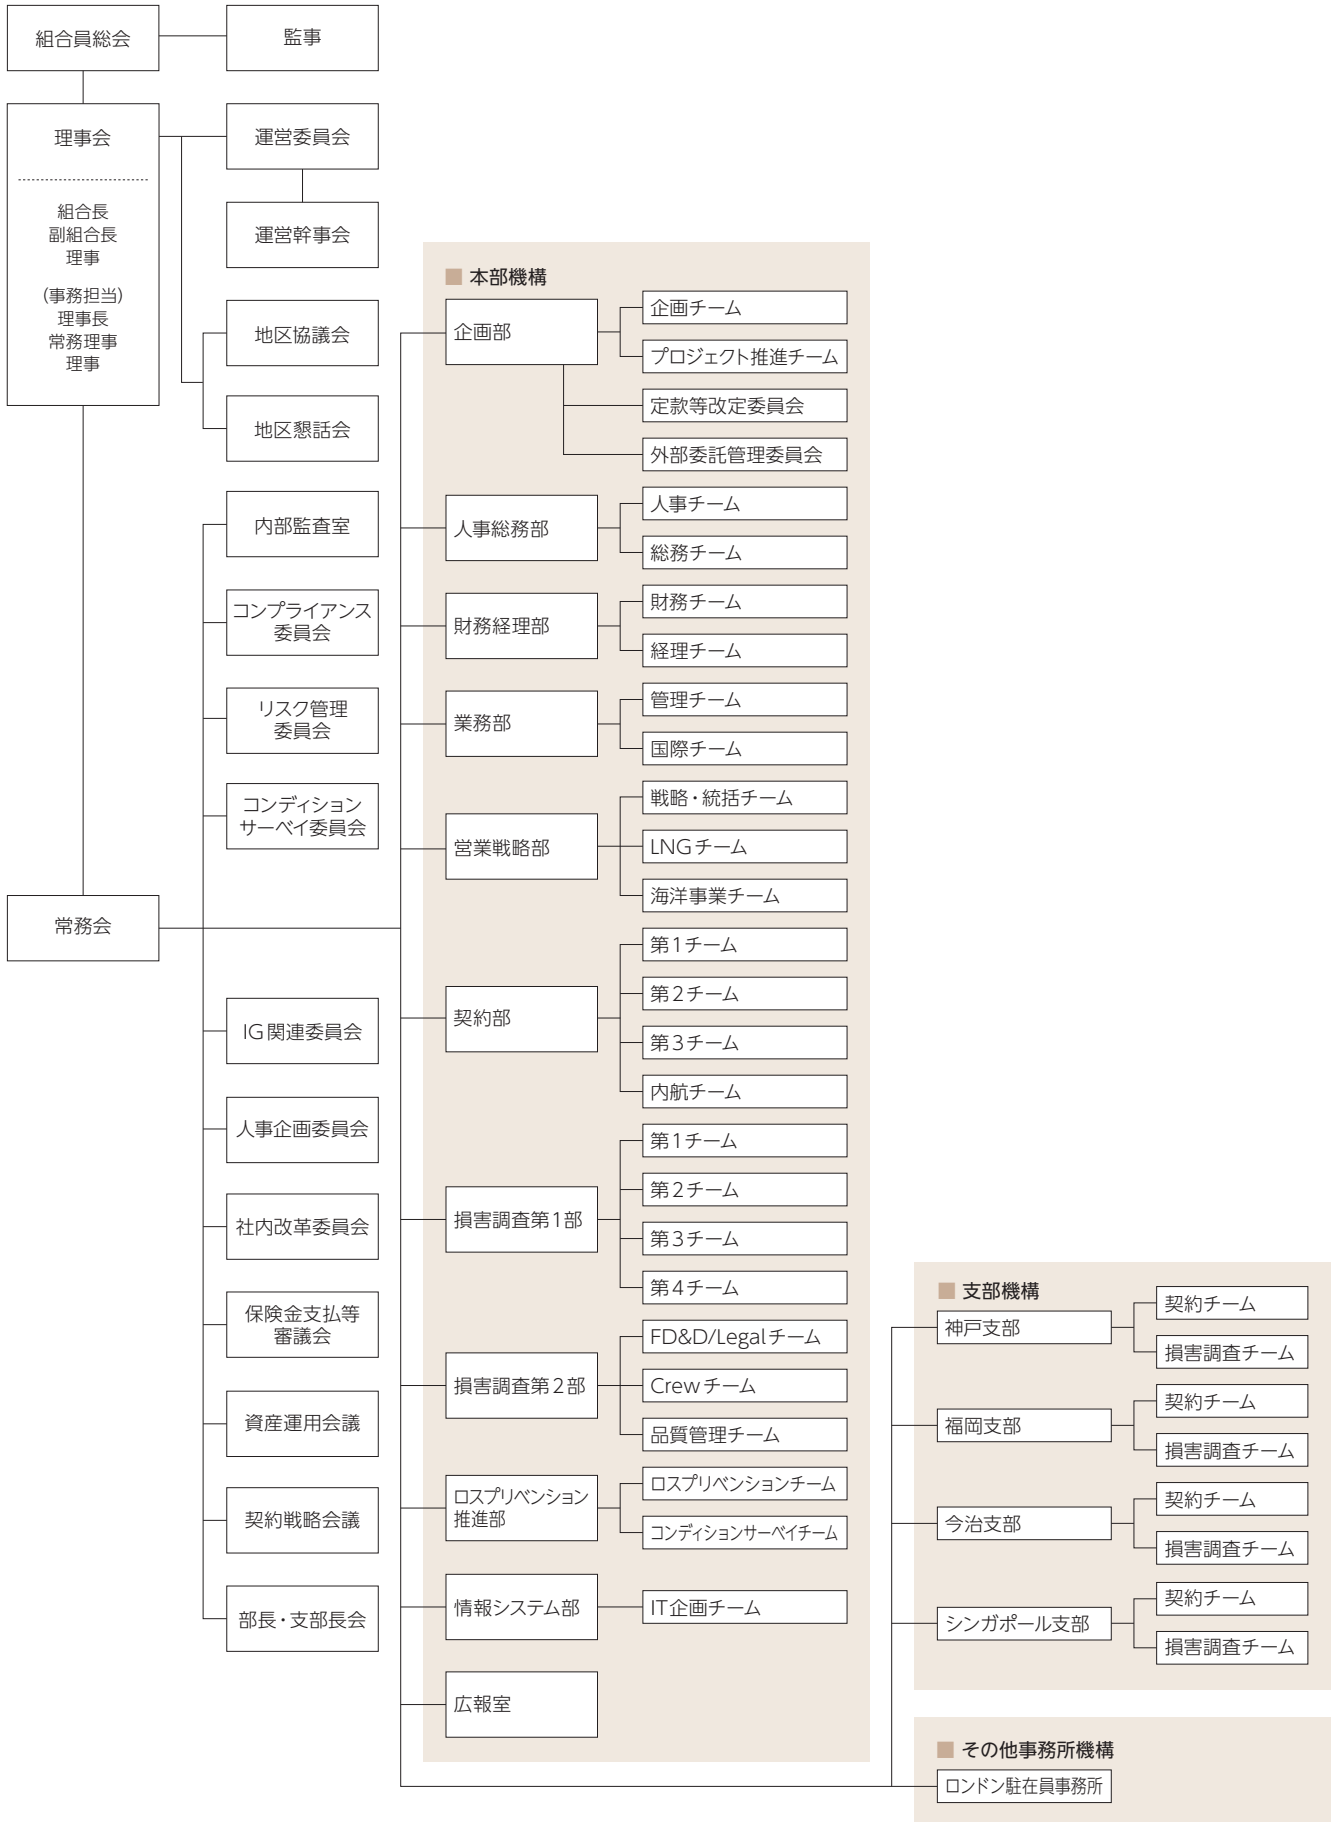 組合員総会
監事
理事会
組合長
副組合長
理事
(事務担当)
理事長
常務理事
理事
運営委員会
運営幹事会
地区協議会
地区懇話会
内部監査室
コンプライアンス
委員会
リスク管理
委員会
コンディション
サーベイ委員会
常務会
IG関連委員会
人事企画委員会
社内改革委員会
保険金支払等
審議会
資産運用会議
契約戦略会議
部長・支部長会
■ 本部機構
企画部
企画チーム
プロジェクト推進チーム
定款等改定委員会
外部委託管理委員会
人事総務部
人事チーム
総務チーム
財務経理部
財務チーム
経理チーム
業務部
管理チーム
国際チーム
営業戦略部
戦略・統括チーム
LNGチーム
海洋事業チーム
契約部
第1チーム
第2チーム
第3チーム
内航チーム
損害調査第1部
第1チーム
第2チーム
第3チーム
第4チーム
損害調査第2部
FD&D/Legalチーム
Crewチーム
品質管理チーム
ロスプリベンション
推進部
ロスプリベンションチーム
コンディションサーベイチーム
情報システム部
IT企画チーム
広報室
■ 支部機構
神戸支部
契約チーム
損害調査チーム
福岡支部
契約チーム
損害調査チーム
今治支部
契約チーム
損害調査チーム
シンガポール支部
契約チーム
損害調査チーム
■ その他事務所機構
ロンドン駐在員事務所